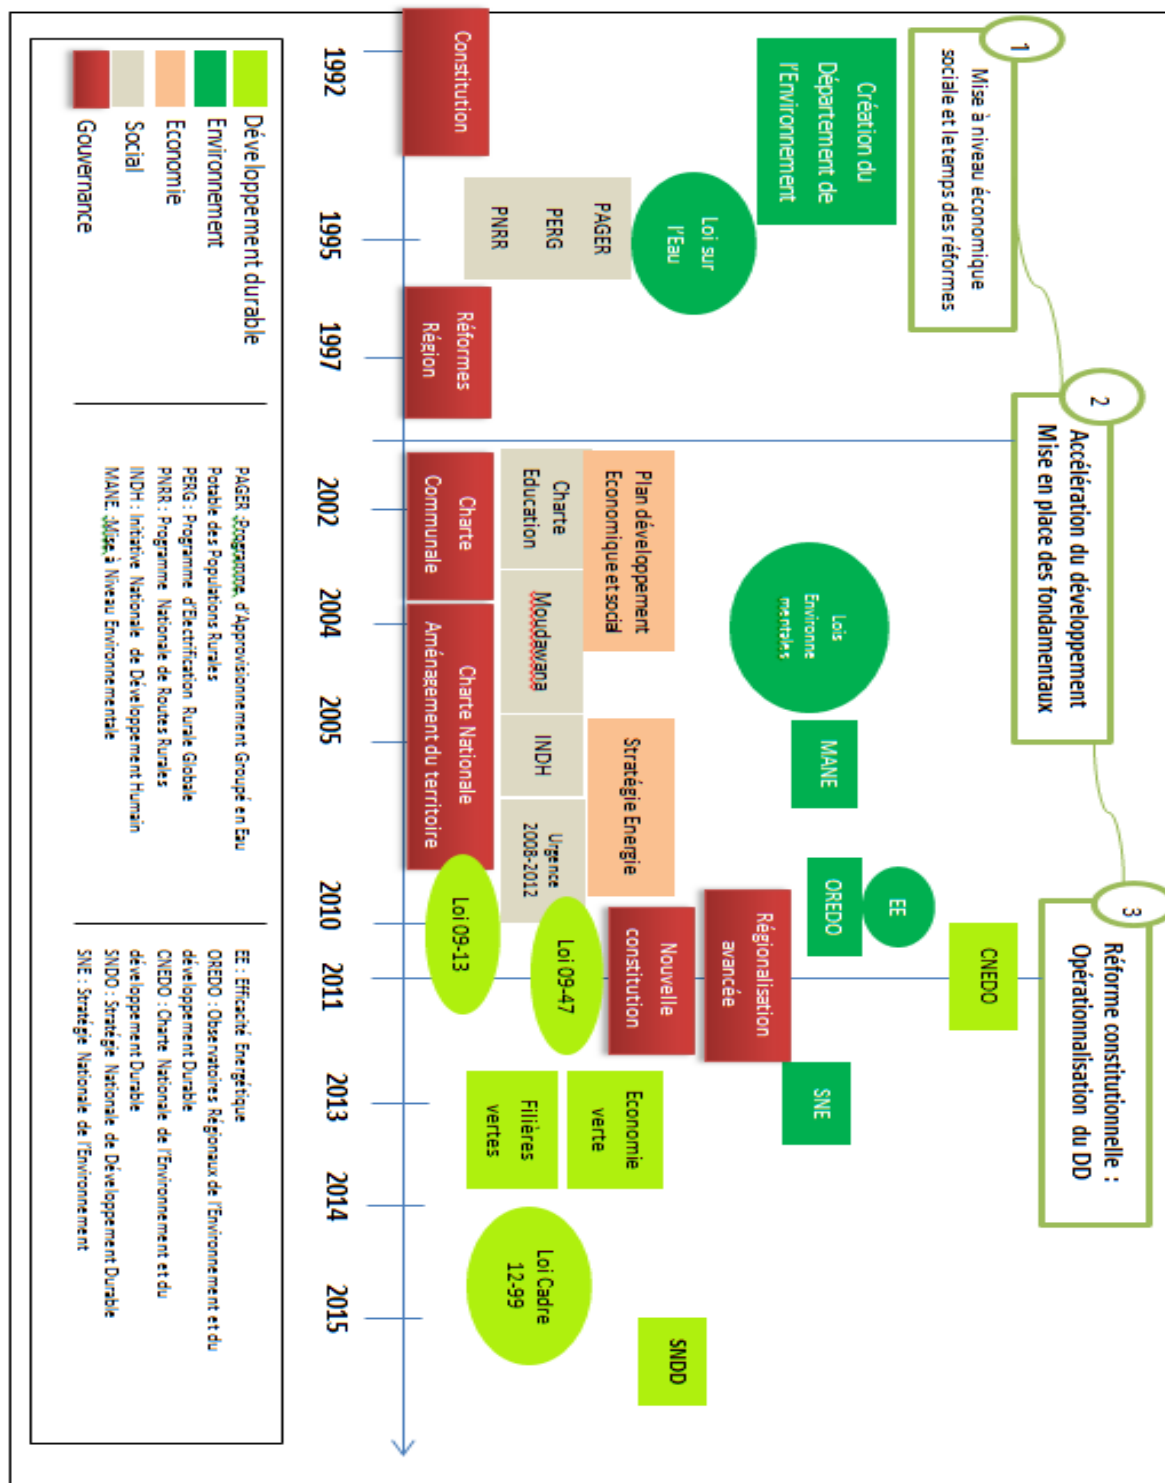 1
Mise à niveau économique
sociale et le temps des réformes
2
Accélération du développement
Mise en place des fondamentaux
3
Réforme constitutionnelle :
Opérationnalisation du DD
Création du
Département de
l'Environnement
Loi sur
l'Eau
PAGER
PERG
PNRR
Constitution
Réformes
Région
Lois
Environne
mentales
MANE
OREDO
EE
CNEDO
Plan développement
Economique et social
Stratégie Energie
Charte
Education
Moudawana
INDH
Urgence
2008-2012
Charte
Communale
Charte Nationale
Aménagement du territoire
Régionalisation
avancée
Nouvelle
constitution
Loi 09-47
Loi 09-13
SNE
Economie
verte
Filières
vertes
Loi Cadre
12-99
SNDD
1992
1995
1997
2002
2004
2005
2010
2011
2013
2014
2015
Développement durable
Environnement
Economie
Social
Gouvernance
PAGER :Programme d'Approvisionnement Groupé en Eau
Potable des Populations Rurales
PERG : Programme d'Electrification Rurale Globale
PNRR : Programme Nationale de Routes Rurales
INDH : Initiative Nationale de Développement Humain
MANE :Mise à Niveau Environnementale
EE : Efficacité Energétique
OREDO : Observatoires Régionaux de l'Environnement et du
développement Durable
CNEDO : Charte Nationale de l'Environnement et du
développement Durable
SNDD : Stratégie Nationale de Développement Durable
SNE : Stratégie Nationale de l'Environnement